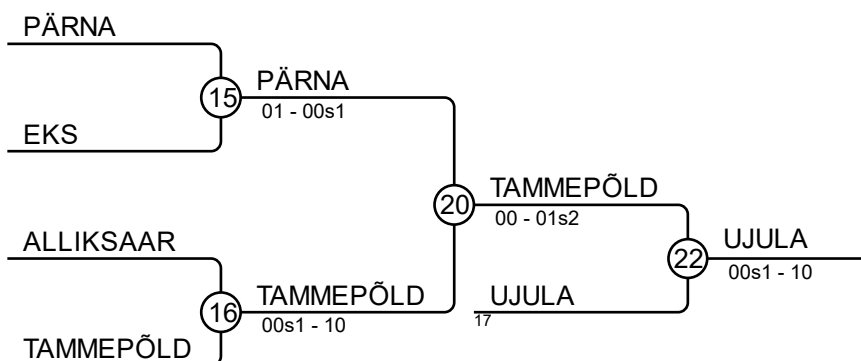 PÄRNA
15
PÄRNA
01 - 00s1
EKS
20
TAMMEPÕLD
00 - 01s2
ALLIKSAAR
22
UJULA
00s1 - 10
16
TAMMEPÕLD
00s1 - 10
UJULA
17
TAMMEPÕLD